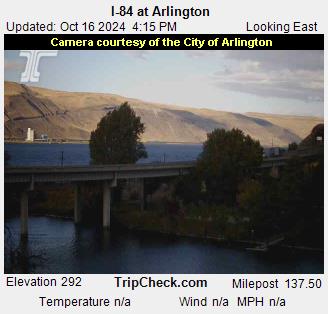 I-84 at Arlington
Updated: Oct 16 2024 4:15 PM Looking East
Camera courtesy of the City of Arlington
Elevation 292 TripCheck.com Milepost 137.50
Temperature n/a Wind n/a MPH n/a